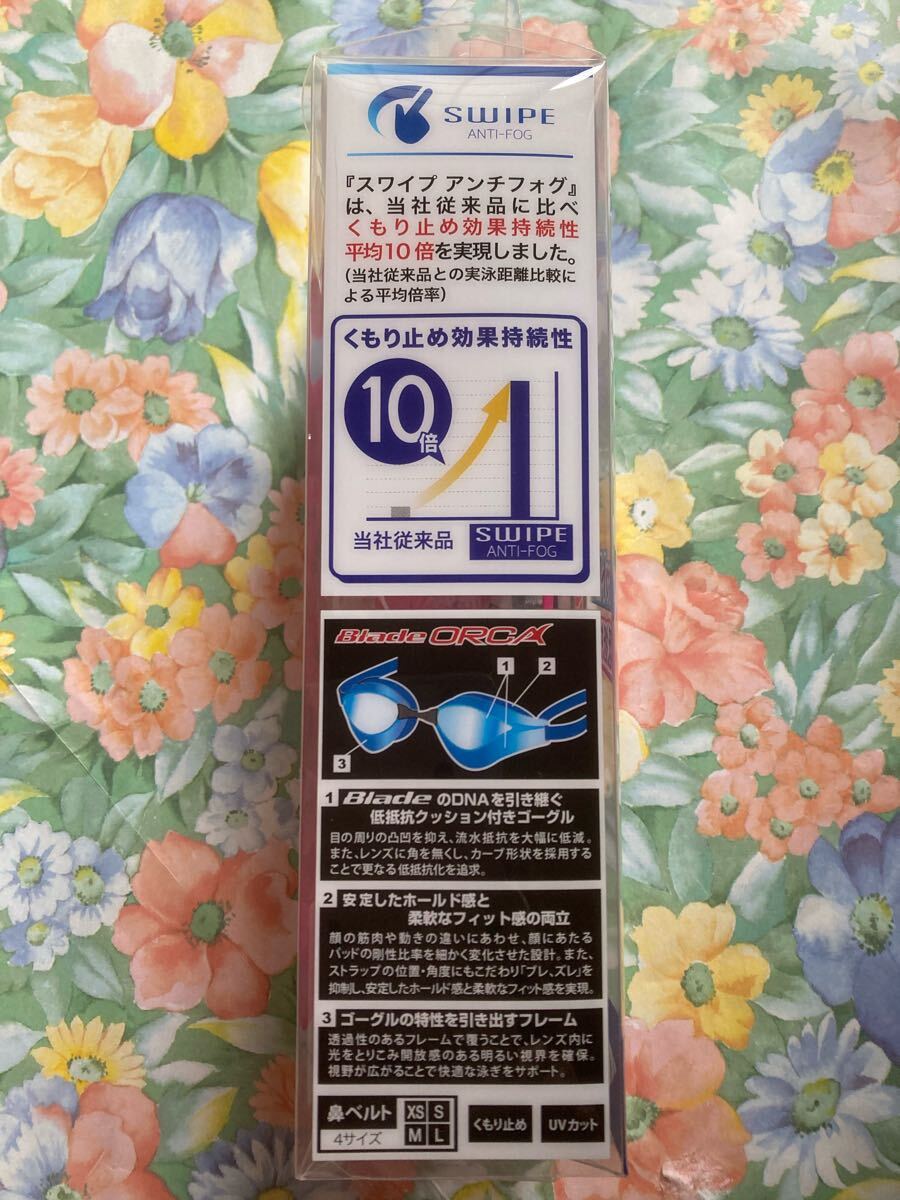 SWIPE
ANTI-FOG
『スワイプ アンチフォグ』
は、当社従来品に比べ
くもり止め効果持続性
平均10倍を実現しました。
(当社従来品との実泳距離比較に
よる平均倍率)
くもり止め効果持続性
10倍
当社従来品
SWIPE
ANTI-FOG
Blade ORCA
1 2
3
1 Blade のDNAを引き継ぐ
低抵抗クッション付きゴーグル
目の周りの凸凹を抑え、流水抵抗を大幅に低減。
また、レンズに角を無くし、カーブ形状を採用する
ことで更なる低抵抗化を追求。
2 安定したホールド感と
柔軟なフィット感の両立
顔の筋肉や動きの違いにあわせ、顔にあたる
パッドの剛性比率を細かく変化させた設計。また、
ストラップの位置・角度にもこだわり「ブレ、ズレ」を
抑制し、安定したホールド感と柔軟なフィット感を実現。
3 ゴーグルの特性を引き出すフレーム
透過性のあるフレームで覆うことで、レンズ内に
光をとりこみ開放感のある明るい視界を確保。
視野が広がることで快適な泳ぎをサポート。
鼻ベルト
4サイズ
XS S
M L
くもり止め
UVカット